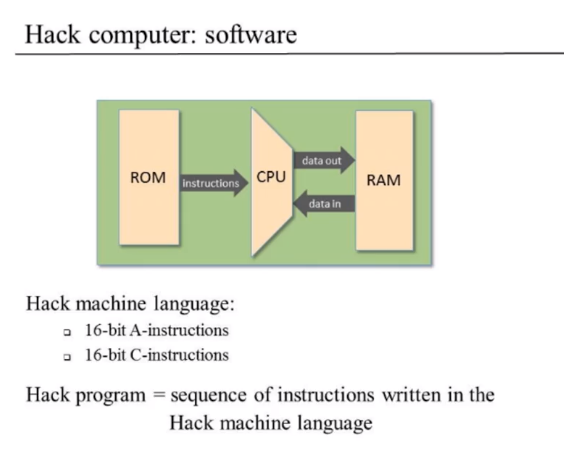 Hack computer: software
ROM
instructions
CPU
data out
data in
RAM
Hack machine language:
16-bit A-instructions
16-bit C-instructions
Hack program = sequence of instructions written in the
Hack machine language